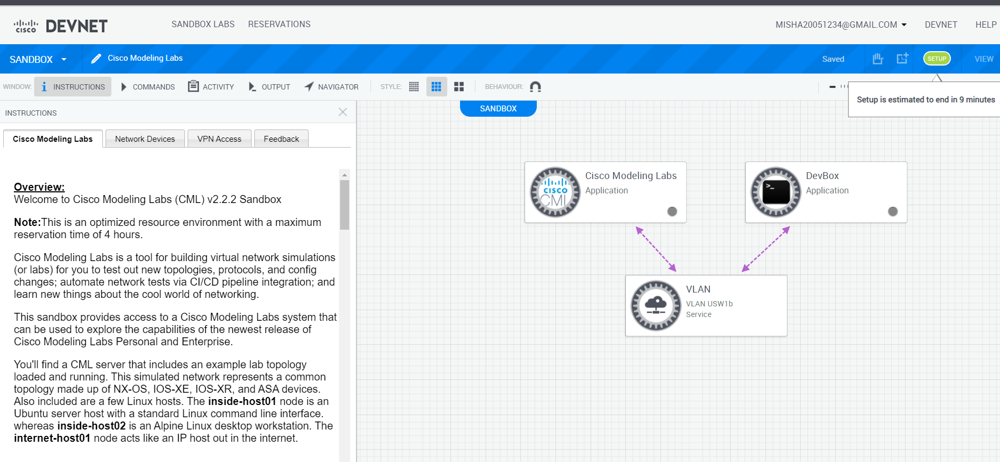 CISCO DEVNET
SANDBOX LABS
RESERVATIONS
MISHA20051234@GMAIL.COM
DEVNET
HELP
SANDBOX
Cisco Modeling Labs
Saved
SETUP
VIEW
WINDOW:
INSTRUCTIONS
COMMANDS
ACTIVITY
OUTPUT
NAVIGATOR
STYLE:
BEHAVIOUR:
Setup is estimated to end in 9 minutes
INSTRUCTIONS
SANDBOX
Cisco Modeling Labs
Network Devices
VPN Access
Feedback
Overview:
Welcome to Cisco Modeling Labs (CML) v2.2.2 Sandbox
Note:This is an optimized resource environment with a maximum
reservation time of 4 hours.
Cisco Modeling Labs is a tool for building virtual network simulations
(or labs) for you to test out new topologies, protocols, and config
changes; automate network tests via CI/CD pipeline integration; and
learn new things about the cool world of networking.
This sandbox provides access to a Cisco Modeling Labs system that
can be used to explore the capabilities of the newest release of
Cisco Modeling Labs Personal and Enterprise.
You'll find a CML server that includes an example lab topology
loaded and running. This simulated network represents a common
topology made up of NX-OS, IOS-XE, IOS-XR, and ASA devices.
Also included are a few Linux hosts. The inside-host01 node is an
Ubuntu server host with a standard Linux command line interface.
whereas inside-host02 is an Alpine Linux desktop workstation. The
internet-host01 node acts like an IP host out in the internet.
CISCO
CML
Cisco Modeling Labs
Application
>_
DevBox
Application
VLAN
VLAN USW1b
Service